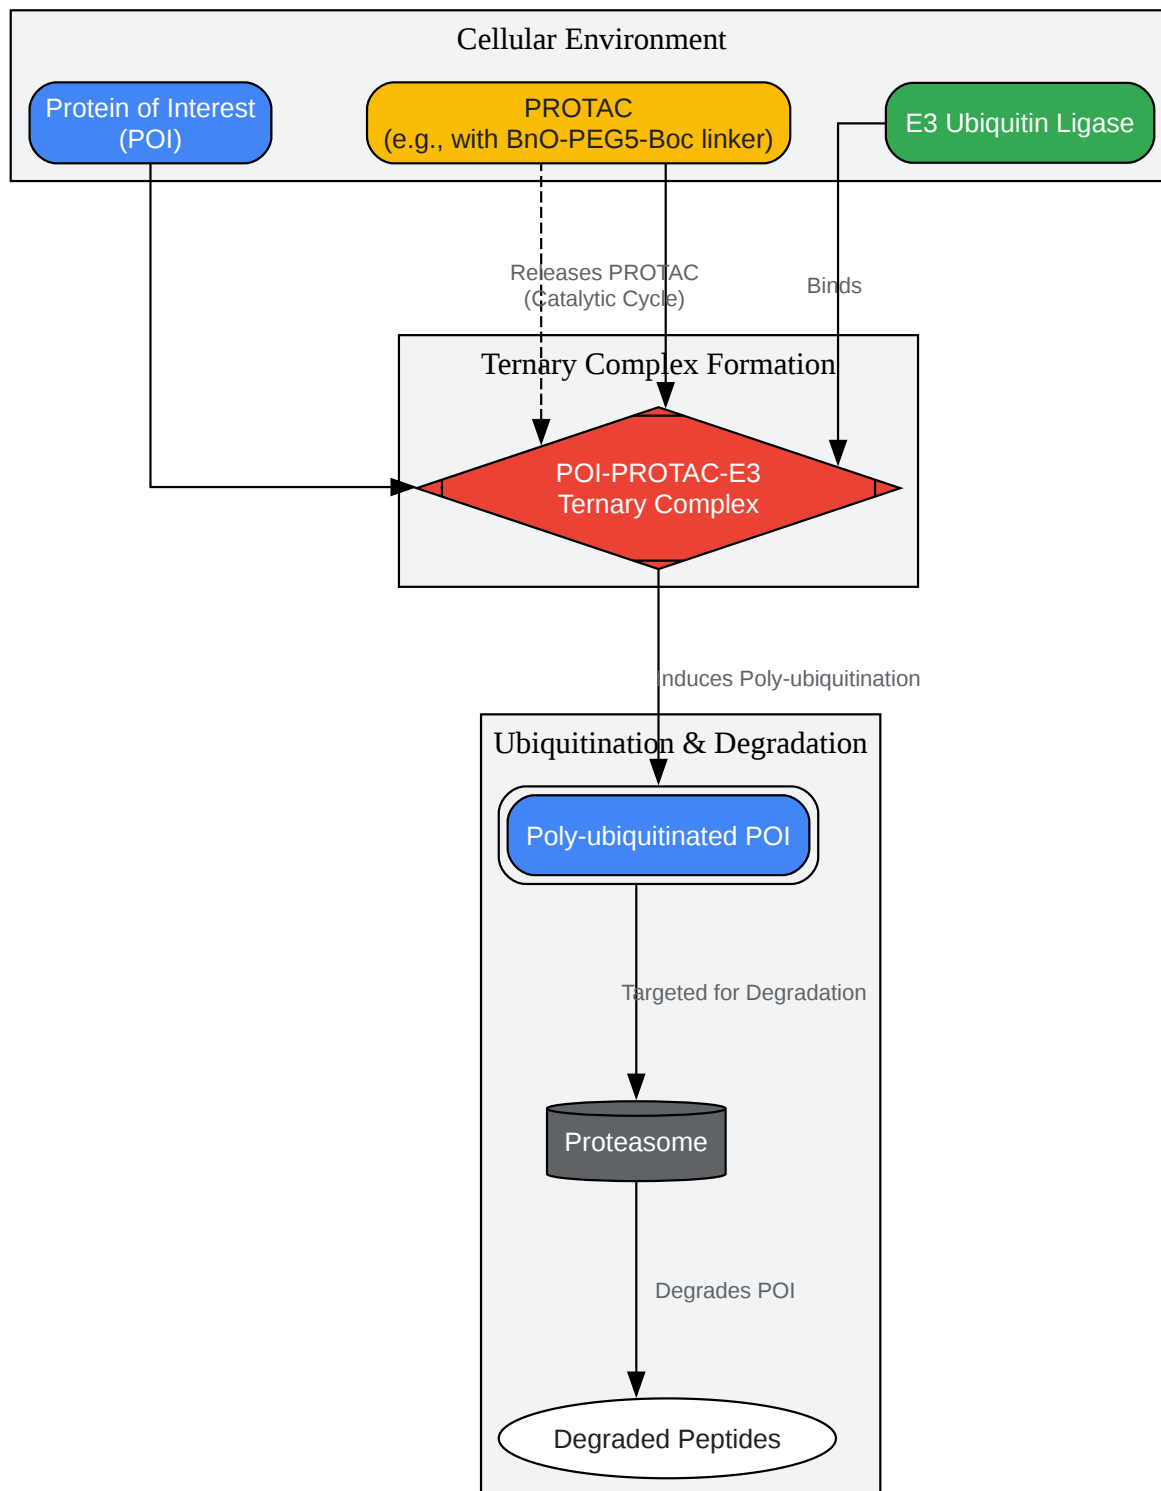 Cellular Environment
Protein of Interest
(POI)
PROTAC
(e.g., with BnO-PEG5-Boc linker)
E3 Ubiquitin Ligase
Releases PROTAC
(Catalytic Cycle)
Binds
Ternary Complex Formation
POI-PROTAC-E3
Ternary Complex
Induces Poly-ubiquitination
Ubiquitination & Degradation
Poly-ubiquitinated POI
Targeted for Degradation
Proteasome
Degrades POI
Degraded Peptides